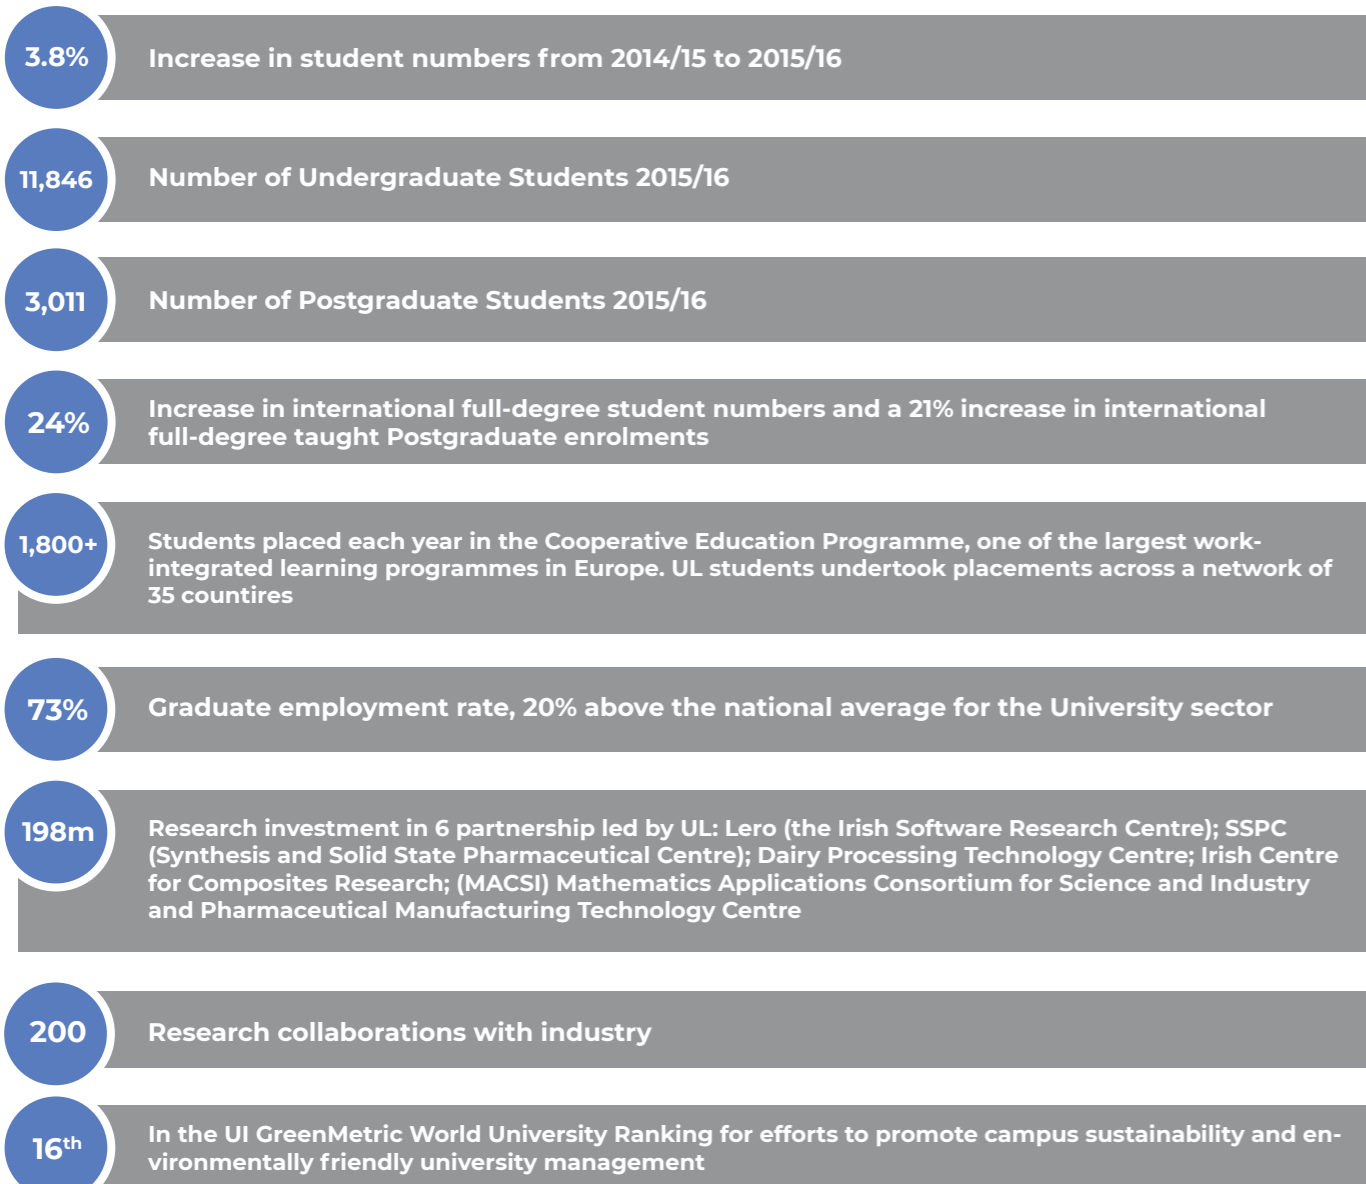 3.8%
Increase in student numbers from 2014/15 to 2015/16
11,846
Number of Undergraduate Students 2015/16
3,011
Number of Postgraduate Students 2015/16
24%
Increase in international full-degree student numbers and a 21% increase in international
full-degree taught Postgraduate enrolments
1,800+
Students placed each year in the Cooperative Education Programme, one of the largest work-
integrated learning programmes in Europe. UL students undertook placements across a network of
35 countires
73%
Graduate employment rate, 20% above the national average for the University sector
198m
Research investment in 6 partnership led by UL: Lero (the Irish Software Research Centre); SSPC
(Synthesis and Solid State Pharmaceutical Centre); Dairy Processing Technology Centre; Irish Centre
for Composites Research; (MACSI) Mathematics Applications Consortium for Science and Industry
and Pharmaceutical Manufacturing Technology Centre
200
Research collaborations with industry
16th
In the UI GreenMetric World University Ranking for efforts to promote campus sustainability and en-
vironmentally friendly university management